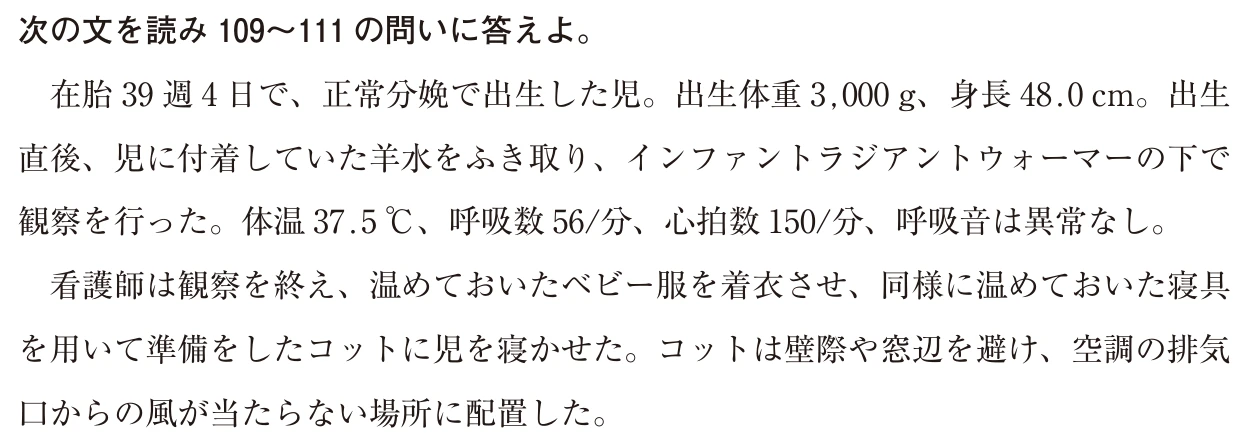 次の文を読み 109〜111 の問いに答えよ。
　在胎 39 週 4 日で、正常分娩で出生した児。出生体重 3,000 g、身長 48.0 cm。出生
直後、児に付着していた羊水をふき取り、インファントラジアントウォーマーの下で
観察を行った。体温 37.5 ℃、呼吸数 56/分、心拍数 150/分、呼吸音は異常なし。
　看護師は観察を終え、温めておいたベビー服を着衣させ、同様に温めておいた寝具
を用いて準備をしたコットに児を寝かせた。コットは壁際や窓辺を避け、空調の排気
口からの風が当たらない場所に配置した。